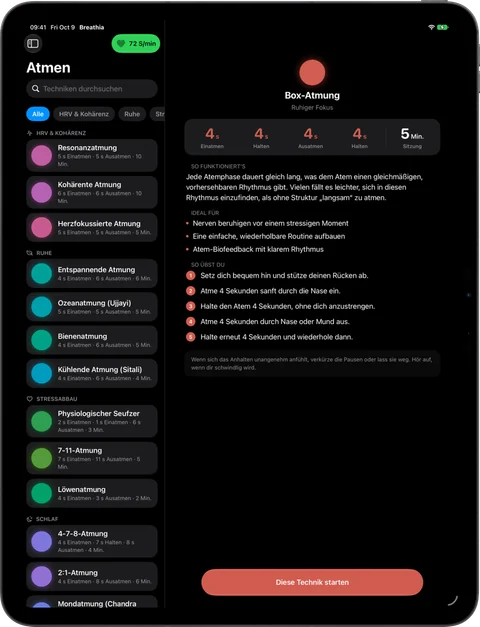 09:41 Fri Oct 9 Breathia
72 S/min
Atmen
Techniken durchsuchen
Alle
HRV & Kohärenz
Ruhe
HRV & KOHÄRENZ
Resonanzatmung
5 s Einatmen · 5 s Ausatmen · 10
Min.
Kohärente Atmung
6 s Einatmen · 6 s Ausatmen · 10
Min.
Herzfokussierte Atmung
5 s Einatmen · 5 s Ausatmen · 5 Min.
RUHE
Entspannende Atmung
4 s Einatmen · 6 s Ausatmen · 5 Min.
Ozeanatmung (Ujjayi)
5 s Einatmen · 5 s Ausatmen · 5 Min.
Bienenatmung
4 s Einatmen · 6 s Ausatmen · 5 Min.
Kühlende Atmung (Sitali)
4 s Einatmen · 6 s Ausatmen · 4 Min.
STRESSABBAU
Physiologischer Seufzer
2 s Einatmen · 1 s Einatmen · 6 s
Ausatmen · 3 Min.
7-11-Atmung
7 s Einatmen · 11 s Ausatmen · 5
Min.
Löwenatmung
4 s Einatmen · 3 s Ausatmen · 2 Min.
SCHLAF
4-7-8-Atmung
4 s Einatmen · 7 s Halten · 8 s
Ausatmen · 4 Min.
2:1-Atmung
4 s Einatmen · 8 s Ausatmen · 6 Min.
Mondatmung (Chandra
Box-Atmung
Ruhiger Fokus
4 s 4 s 4 s 4 s 5 Min.
Einatmen Halten Ausatmen Halten Sitzung
SO FUNKTIONIERT'S
Jede Atemphase dauert gleich lang, was dem Atem einen gleichmäßigen,
vorhersehbaren Rhythmus gibt. Vielen fällt es leichter, sich in diesen
Rhythmus einzufinden, als ohne Struktur „langsam“ zu atmen.
IDEAL FÜR
• Nerven beruhigen vor einem stressigen Moment
• Eine einfache, wiederholbare Routine aufbauen
• Atem-Biofeedback mit klarem Rhythmus
SO ÜBST DU
1 Setz dich bequem hin und stütze deinen Rücken ab.
2 Atme 4 Sekunden sanft durch die Nase ein.
3 Halte den Atem 4 Sekunden, ohne dich anzustrengen.
4 Atme 4 Sekunden durch Nase oder Mund aus.
5 Halte erneut 4 Sekunden und wiederhole dann.
Wenn sich das Anhalten unangenehm anfühlt, verkürze die Pausen oder lass sie weg. Hör auf,
wenn dir schwindlig wird.
Diese Technik starten